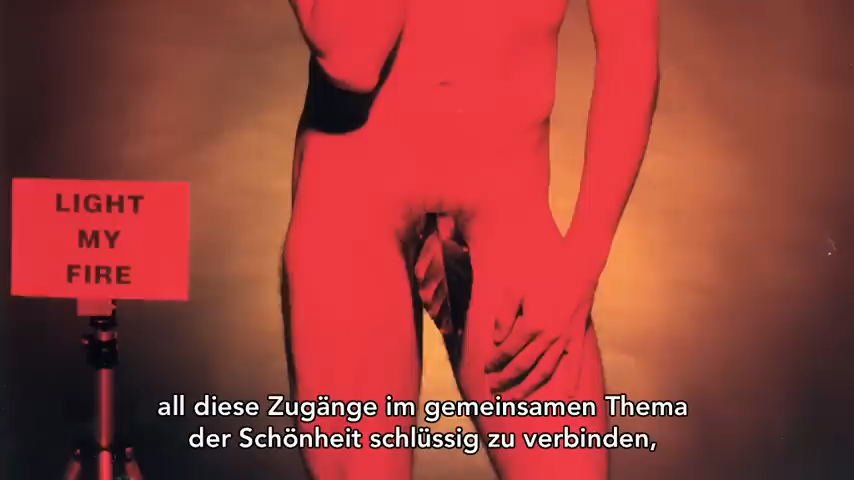 LIGHT
MY
FIRE
all diese Zugänge im gemeinsamen Thema
der Schönheit schlüssig zu verbinden,